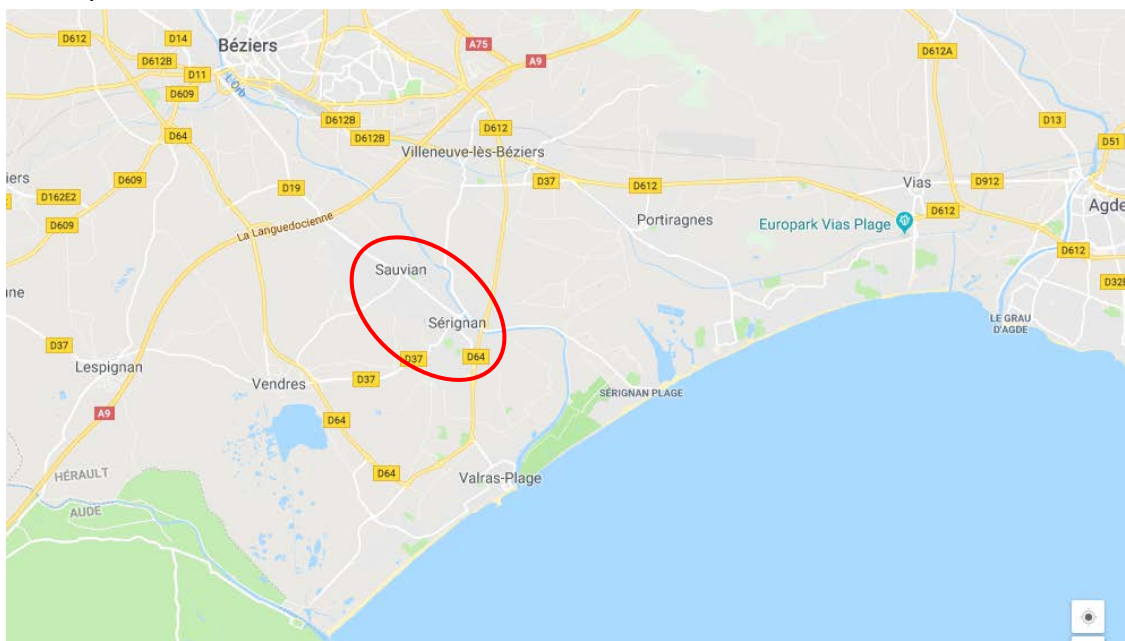 D612
D14
Béziers
A75
D612B
A9
D612A
D11
L'Orb
D609
D612B
D13
D64
D612B
D612
D51
Villeneuve-lès-Béziers
iers
D609
D19
D37
D612
Vias
D912
D162E2
Agde
D609
La Languedocienne
Portiragnes
Europark Vias Plage
D612
D612
Sauvian
D32E
ne
LE GRAU
D'AGDE
Sérignan
D37
D37
D64
Lespignan
Vendres
D37
SÉRIGNAN PLAGE
A9
D64
D64
HÉRAULT
Valras-Plage
AUDE